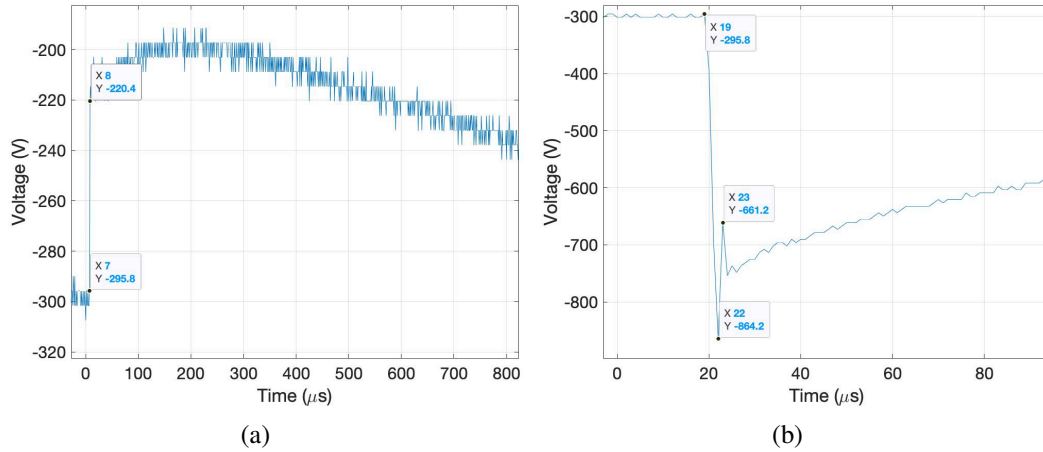 -200
-220
-240
-260
-280
-300
-320
Voltage (V)
X 8
Y -220.4
X 7
Y -295.8
0 100 200 300 400 500 600 700 800
Time (μs)
(a)
-300
-400
-500
-600
-700
-800
Voltage (V)
X 19
Y -295.8
X 23
Y -661.2
X 22
Y -864.2
0 20 40 60 80
Time (μs)
(b)